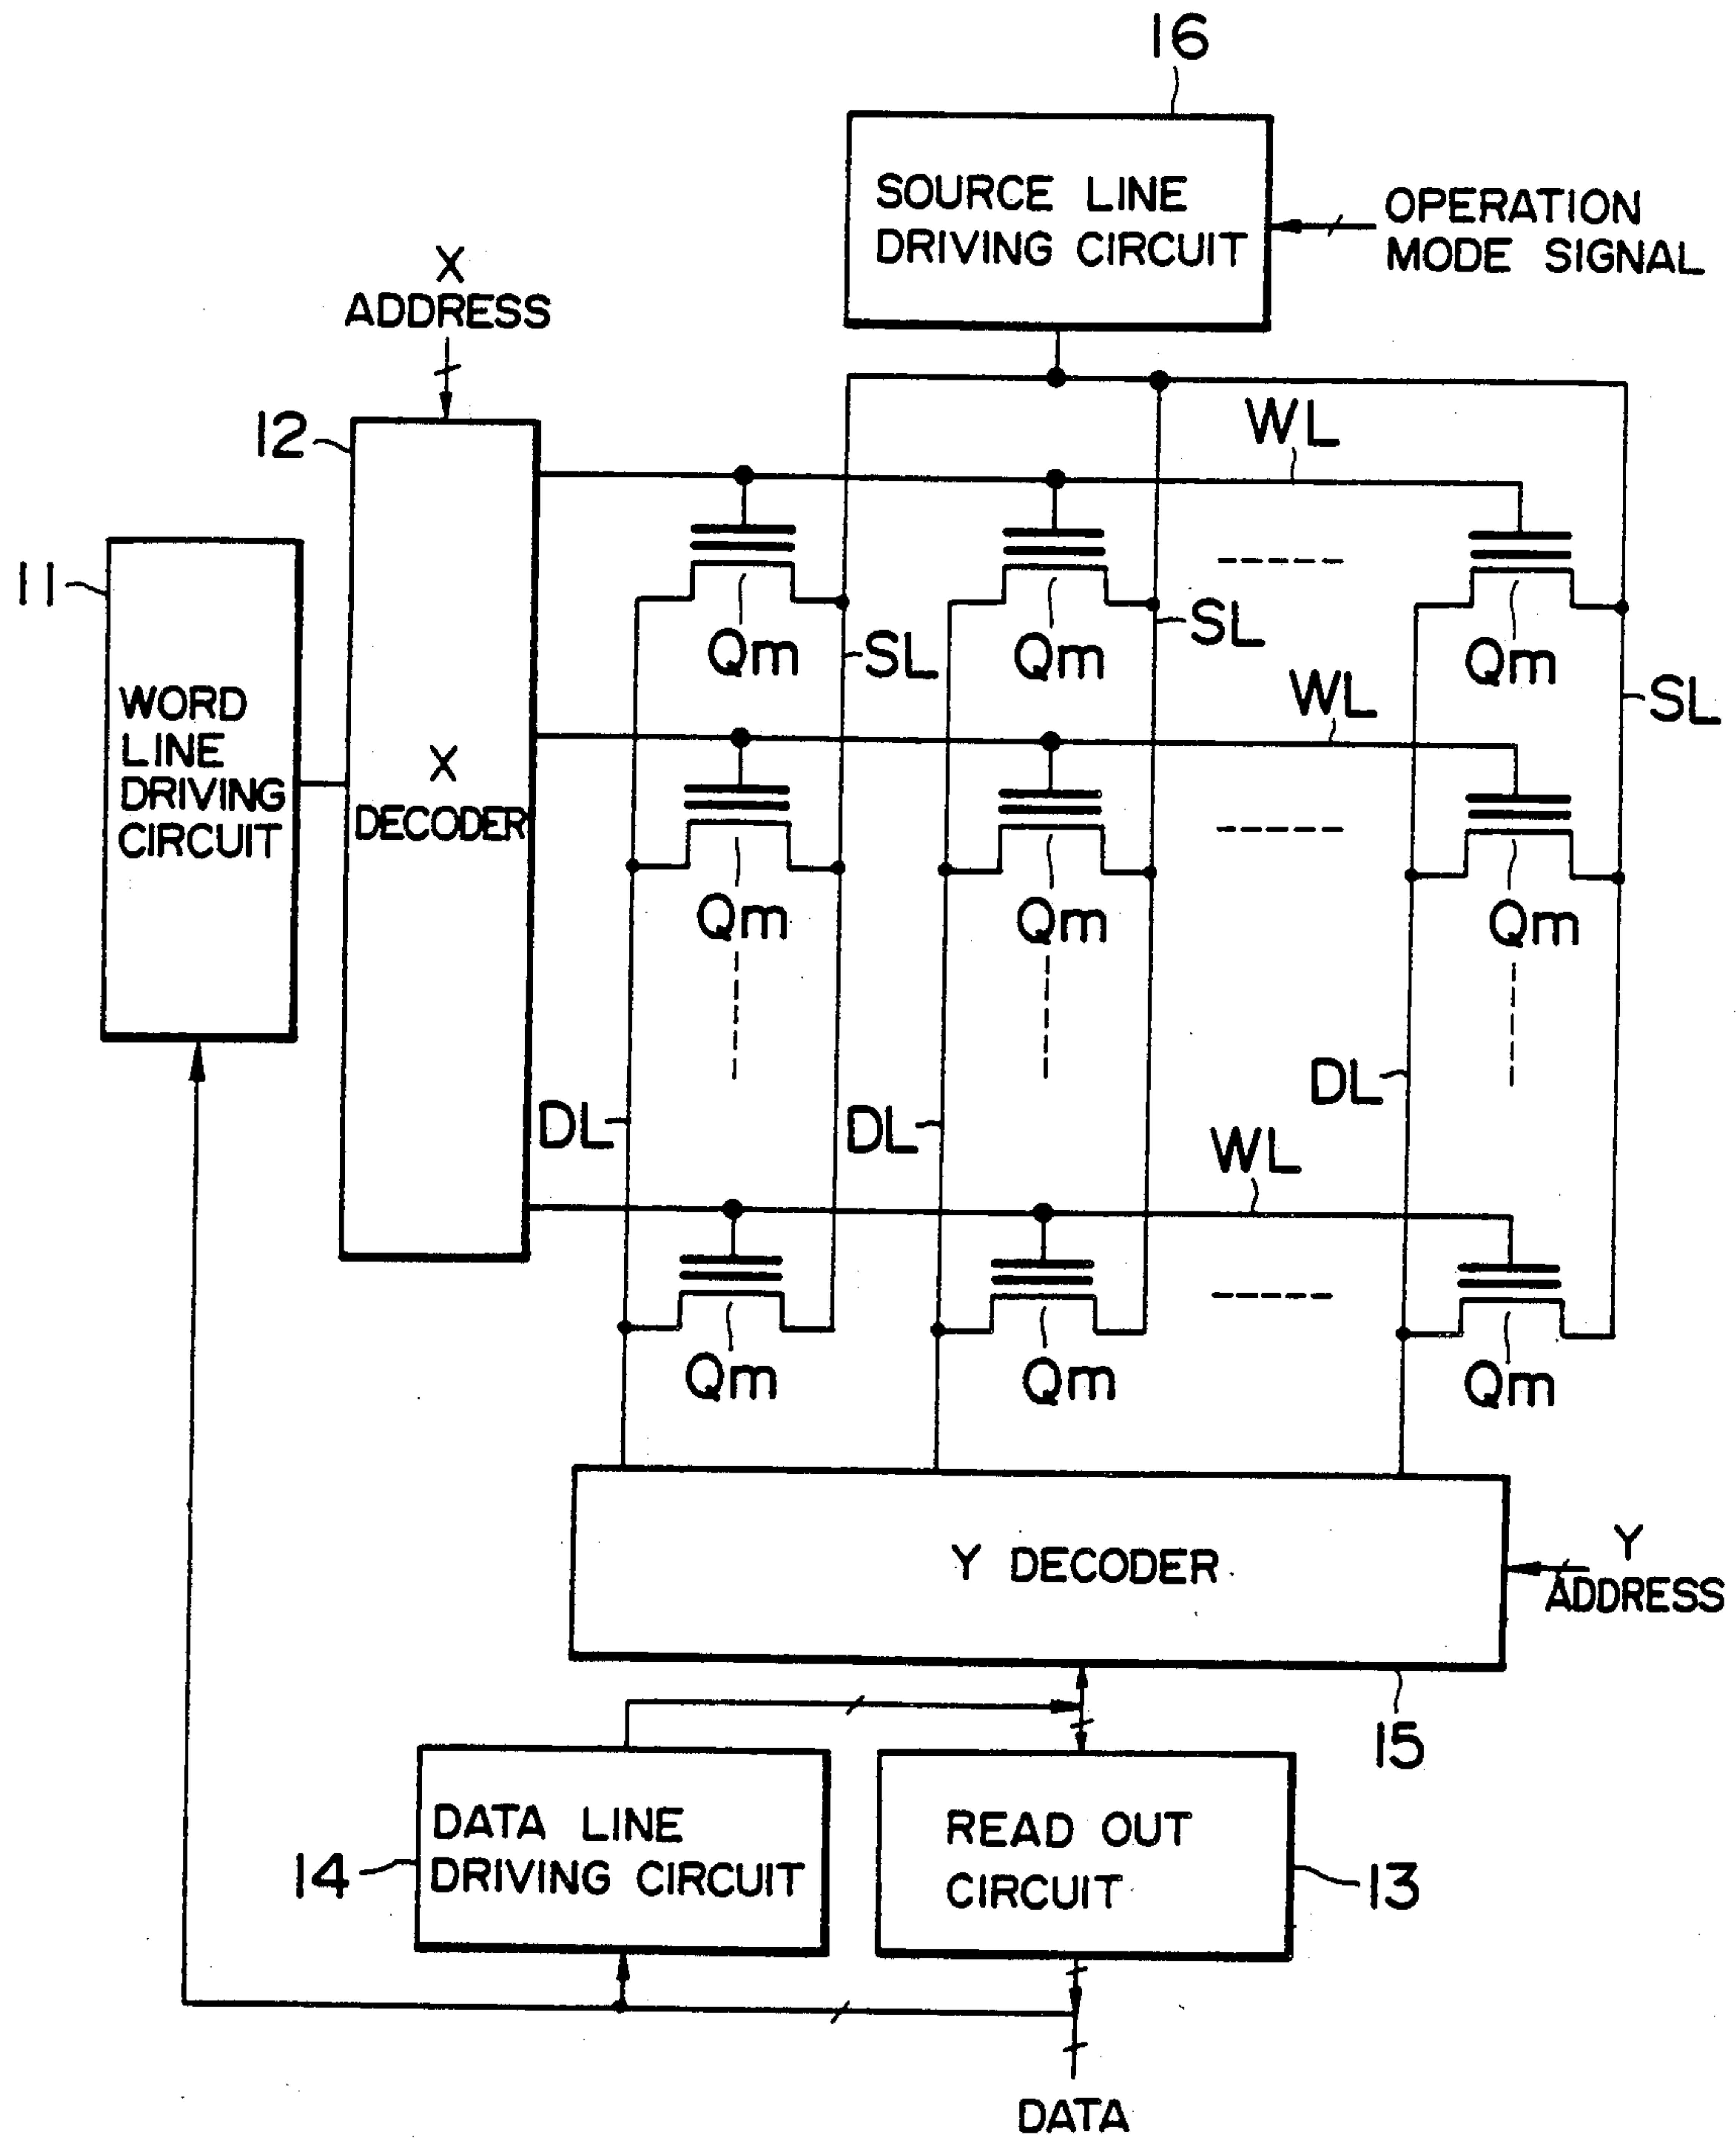 16
SOURCE LINE
DRIVING CIRCUIT
OPERATION
MODE SIGNAL
X
ADDRESS
12
WL
11
Qm
SL
Qm
SL
Qm
SL
WORD
LINE
DRIVING
CIRCUIT
X
DECODER
WL
Qm
Qm
Qm
DL
DL
DL
WL
Qm
Qm
Qm
Y DECODER
Y
ADDRESS
15
14
DATA LINE
DRIVING CIRCUIT
READ OUT
CIRCUIT
13
DATA